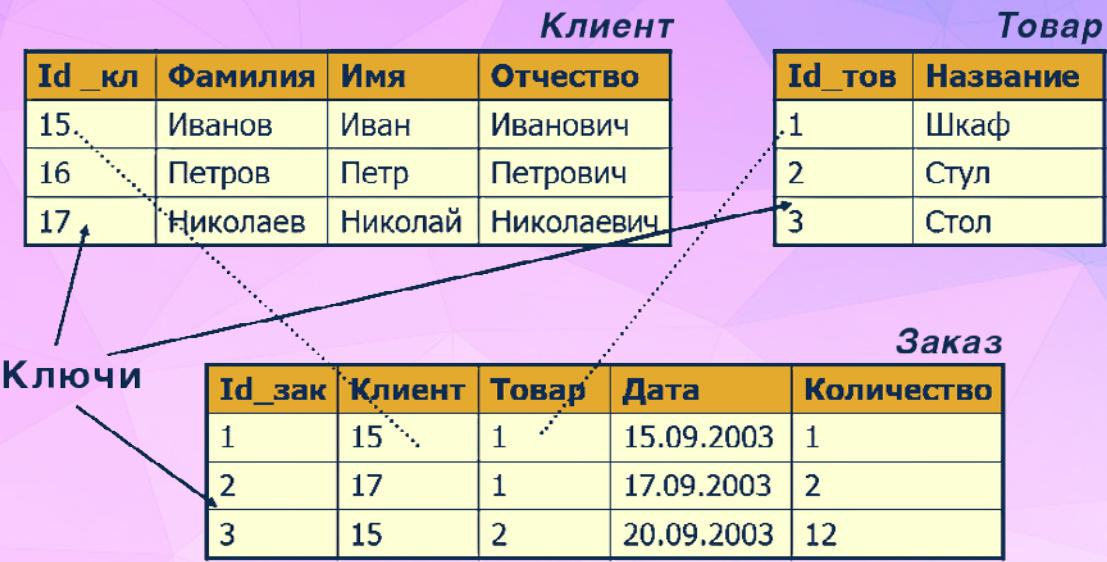 Клиент
Id _кл Фамилия Имя Отчество
15 Иванов Иван Иванович
16 Петров Петр Петрович
17 Николаев Николай Николаевич
Товар
Id_тов Название
1 Шкаф
2 Стул
3 Стол
Ключи
Заказ
Id_зак Клиент Товар Дата Количество
1 15 1 15.09.2003 1
2 17 1 17.09.2003 2
3 15 2 20.09.2003 12